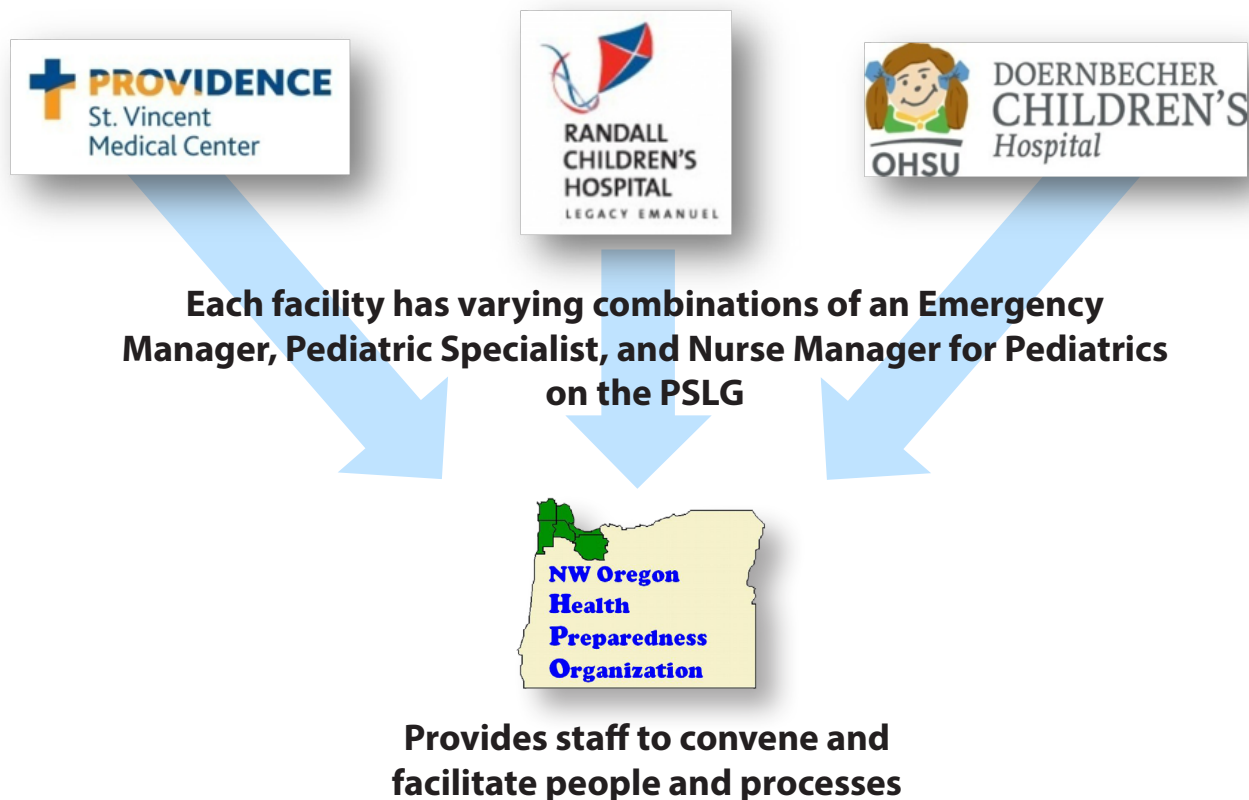 PROVIDENCE
St. Vincent
Medical Center
RANDALL
CHILDREN'S
HOSPITAL
LEGACY EMANUEL
OHSU
DOERNBECHER
CHILDREN'S
Hospital
Each facility has varying combinations of an Emergency
Manager, Pediatric Specialist, and Nurse Manager for Pediatrics
on the PSLG
NW Oregon
Health
Preparedness
Organization
Provides staff to convene and
facilitate people and processes